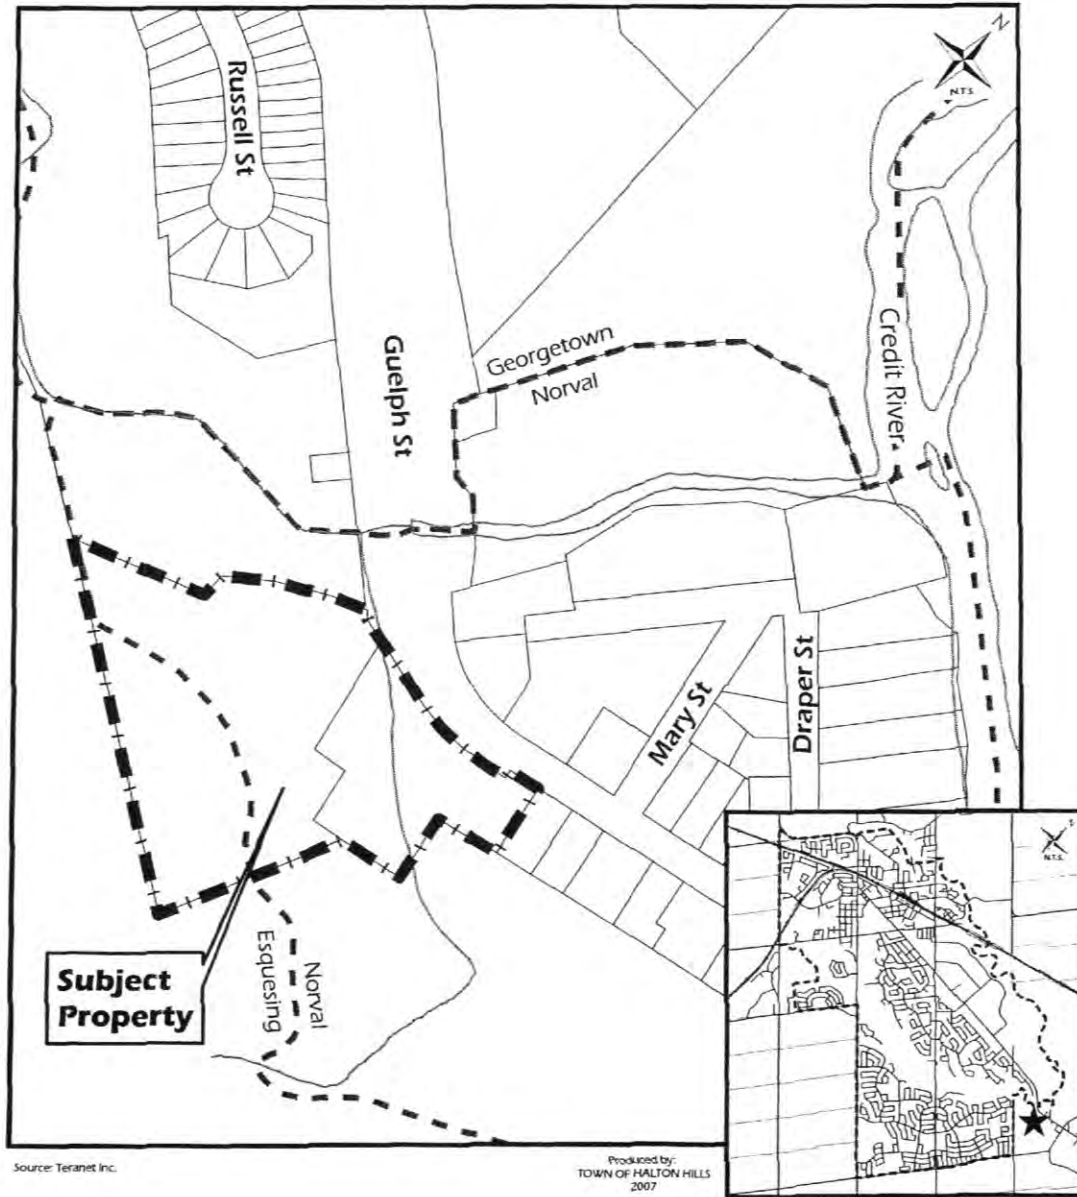 N
N.T.S.
Russell St
Guelph St
Georgetown
Norval
Credit River
Mary St
Draper St
Subject
Property
Norval
Esquesing
N.T.S.
Source: Teranet Inc.
Produced by:
TOWN OF HALTON HILLS
2007